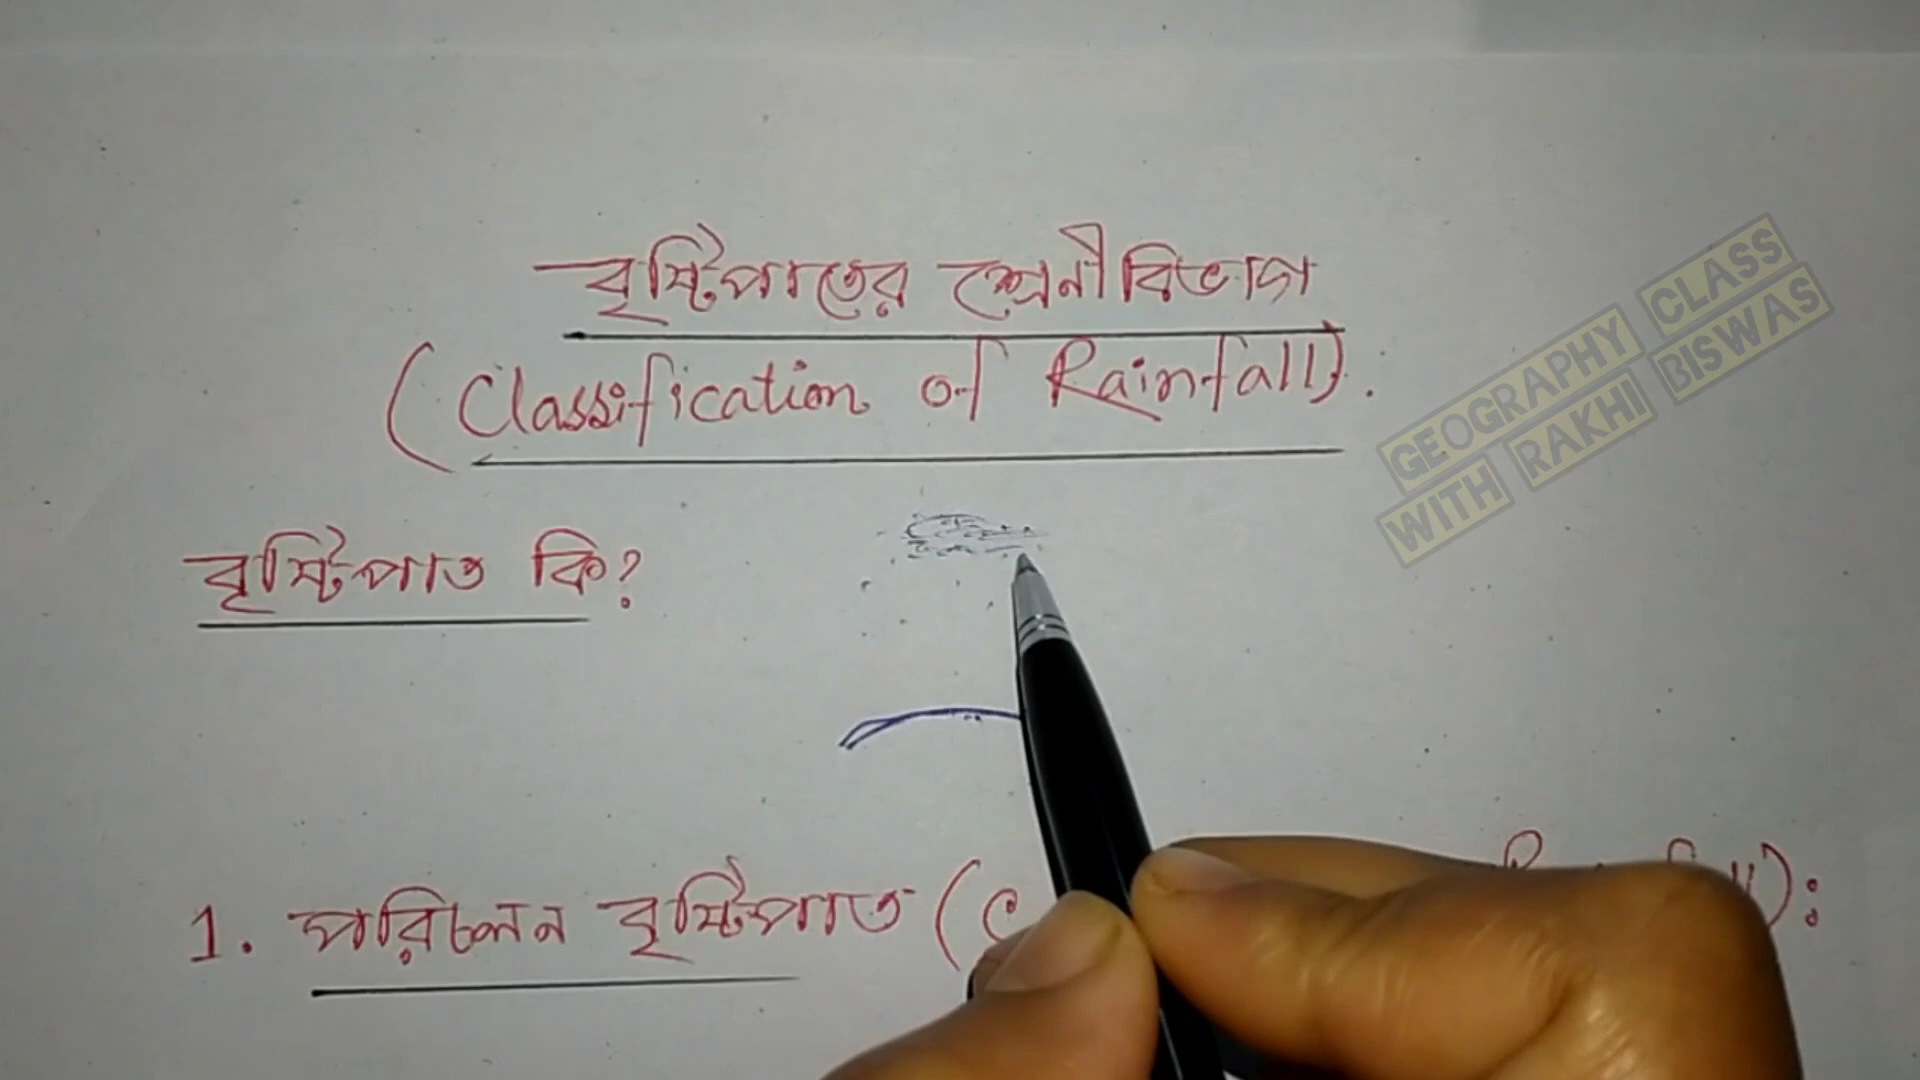 বৃষ্টিপাতের শ্রেনীবিভাগ
(Classification of Rainfall).
GEOGRAPHY CLASS
WITH RAKHI BISWAS
বৃষ্টিপাত কি?
1. পরিচলন বৃষ্টিপাত (C